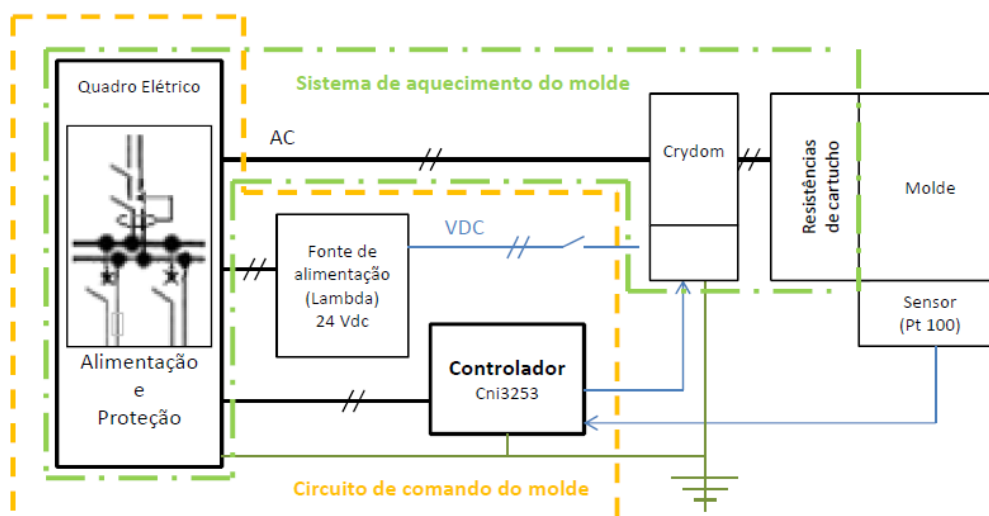 Quadro Elétrico
Sistema de aquecimento do molde
AC
Crydom
Resistências
de cartucho
Molde
VDC
Fonte de
alimentação
(Lambda)
24 Vdc
Sensor
(Pt 100)
Alimentação
e
Proteção
Controlador
Cni3253
Circuito de comando do molde